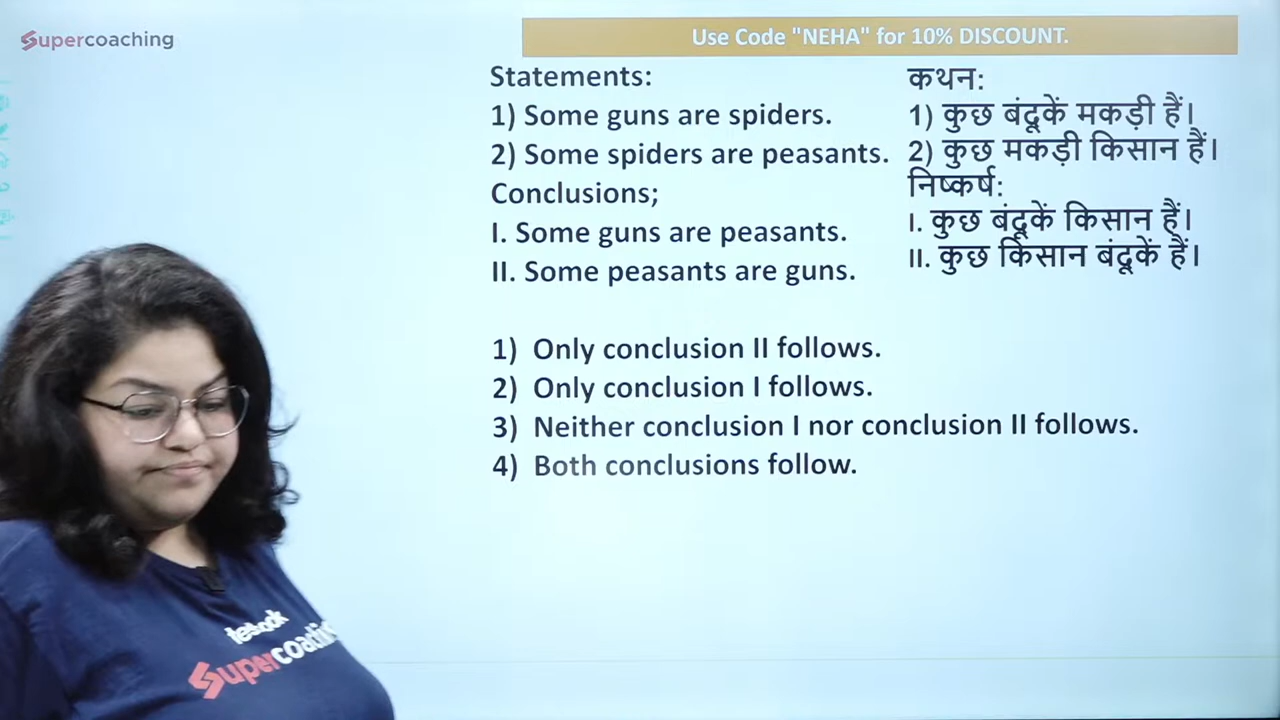 Supercoaching
Use Code "NEHA" for 10% DISCOUNT.
Statements:
1) Some guns are spiders.
2) Some spiders are peasants.
Conclusions;
I. Some guns are peasants.
II. Some peasants are guns.
कथन:
1) कुछ बंदूकें मकड़ी हैं।
2) कुछ मकड़ी किसान हैं।
निष्कर्ष:
I. कुछ बंदूकें किसान हैं।
II. कुछ किसान बंदूकें हैं।
1) Only conclusion II follows.
2) Only conclusion I follows.
3) Neither conclusion I nor conclusion II follows.
4) Both conclusions follow.
Supercoachi